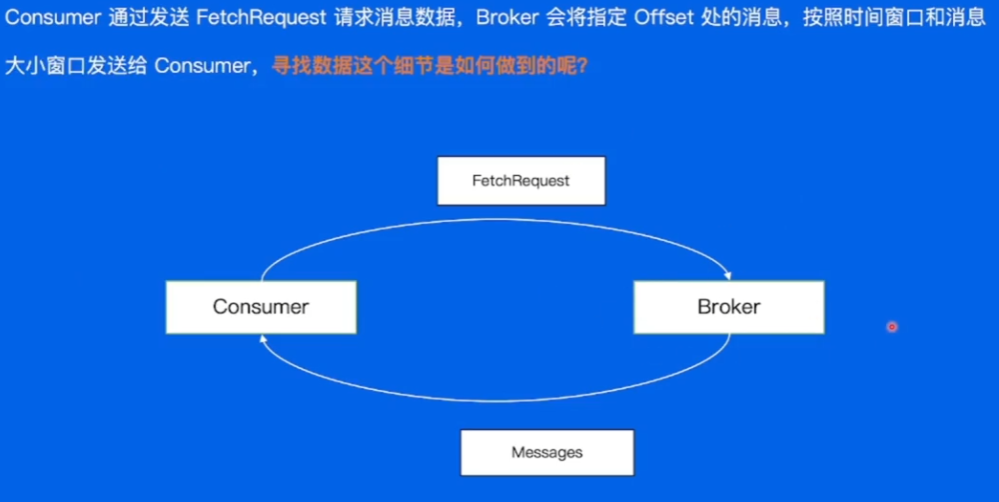 Consumer 通过发送 FetchRequest 请求消息数据，Broker 会将指定 Offset 处的消息，按照时间窗口和消息
大小窗口发送给 Consumer，寻找数据这个细节是如何做到的呢？
FetchRequest
Consumer
Broker
Messages